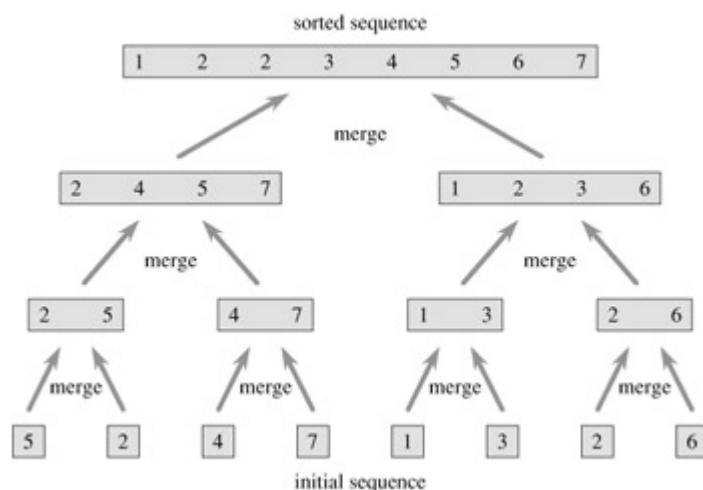 sorted sequence
1 2 2 3 4 5 6 7
merge
2 4 5 7 1 2 3 6
merge merge
2 5 4 7 1 3 2 6
merge merge merge merge
5 2 4 7 1 3 2 6
initial sequence